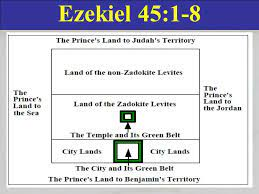 Ezekiel 45:1-8
The Prince's Land to Judah's Territory
Land of the non-Zadokite Levites
The
Prince's
Land to
the Sea
The
Prince's
Land to
the Jordan
Land of the Zadokite Levites
The Temple and Its Green Belt
City Lands
City Lands
The City and Its Green Belt
The Prince's Land to Benjamin's Territory